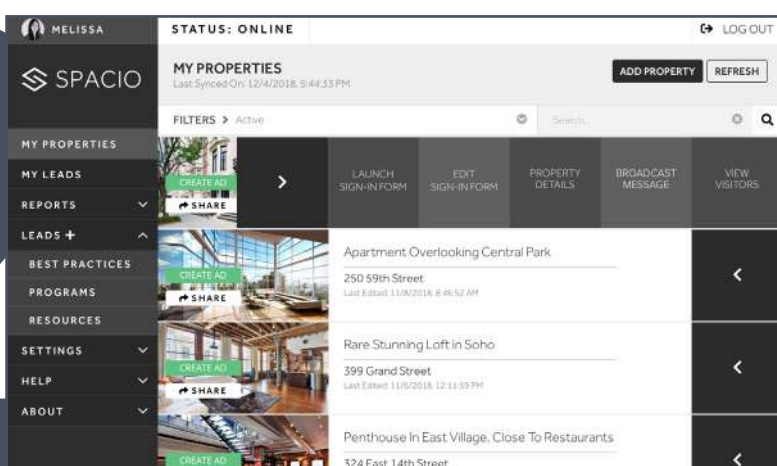 MELISSA
STATUS: ONLINE
LOG OUT
SPACIO
MY PROPERTIES
Last Synced On: 12/4/2018, 5:44:33 PM
ADD PROPERTY
REFRESH
FILTERS > Active
Search...
MY PROPERTIES
MY LEADS
REPORTS
LEADS +
BEST PRACTICES
PROGRAMS
RESOURCES
SETTINGS
HELP
ABOUT
CREATE AD
SHARE
LAUNCH
SIGN-IN FORM
EDIT
SIGN-IN FORM
PROPERTY
DETAILS
BROADCAST
MESSAGE
VIEW
VISITORS
CREATE AD
SHARE
Apartment Overlooking Central Park
250 59th Street
Last Edited: 11/8/2018, 8:46:52 AM
CREATE AD
SHARE
Rare Stunning Loft in Soho
399 Grand Street
Last Edited: 11/6/2018, 12:11:59 PM
CREATE AD
Penthouse In East Village, Close To Restaurants
324 East 14th Street